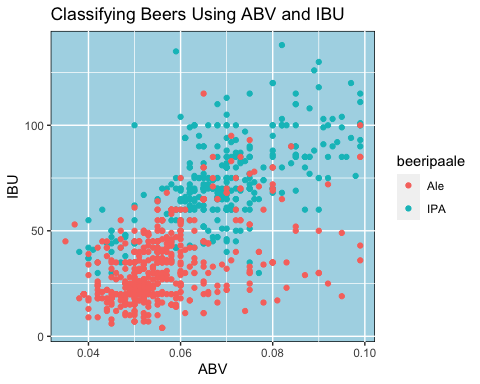 Classifying Beers Using ABV and IBU
IBU
100
50
0
0.04 0.06 0.08 0.10
ABV
beeripaale
Ale
IPA